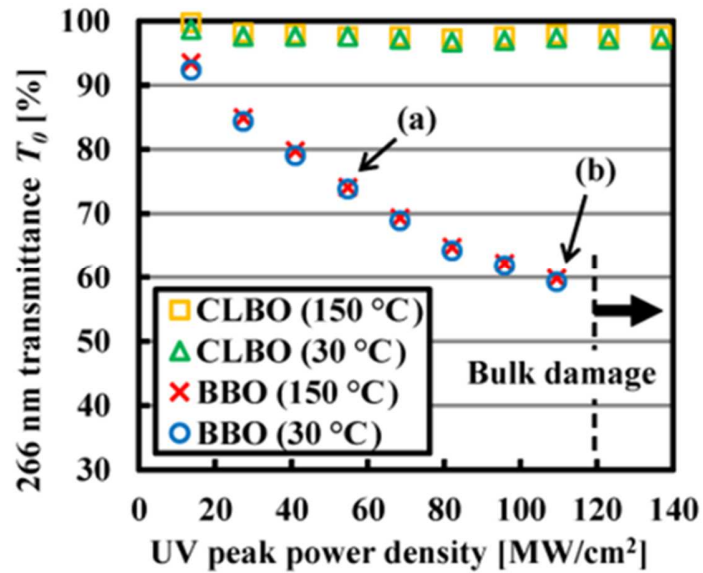 100
90
80
70
60
50
40
30
266 nm transmittance T0 [%]
(a)
(b)
CLBO (150 °C)
CLBO (30 °C)
BBO (150 °C)
BBO (30 °C)
Bulk damage
0 20 40 60 80 100 120 140
UV peak power density [MW/cm²]